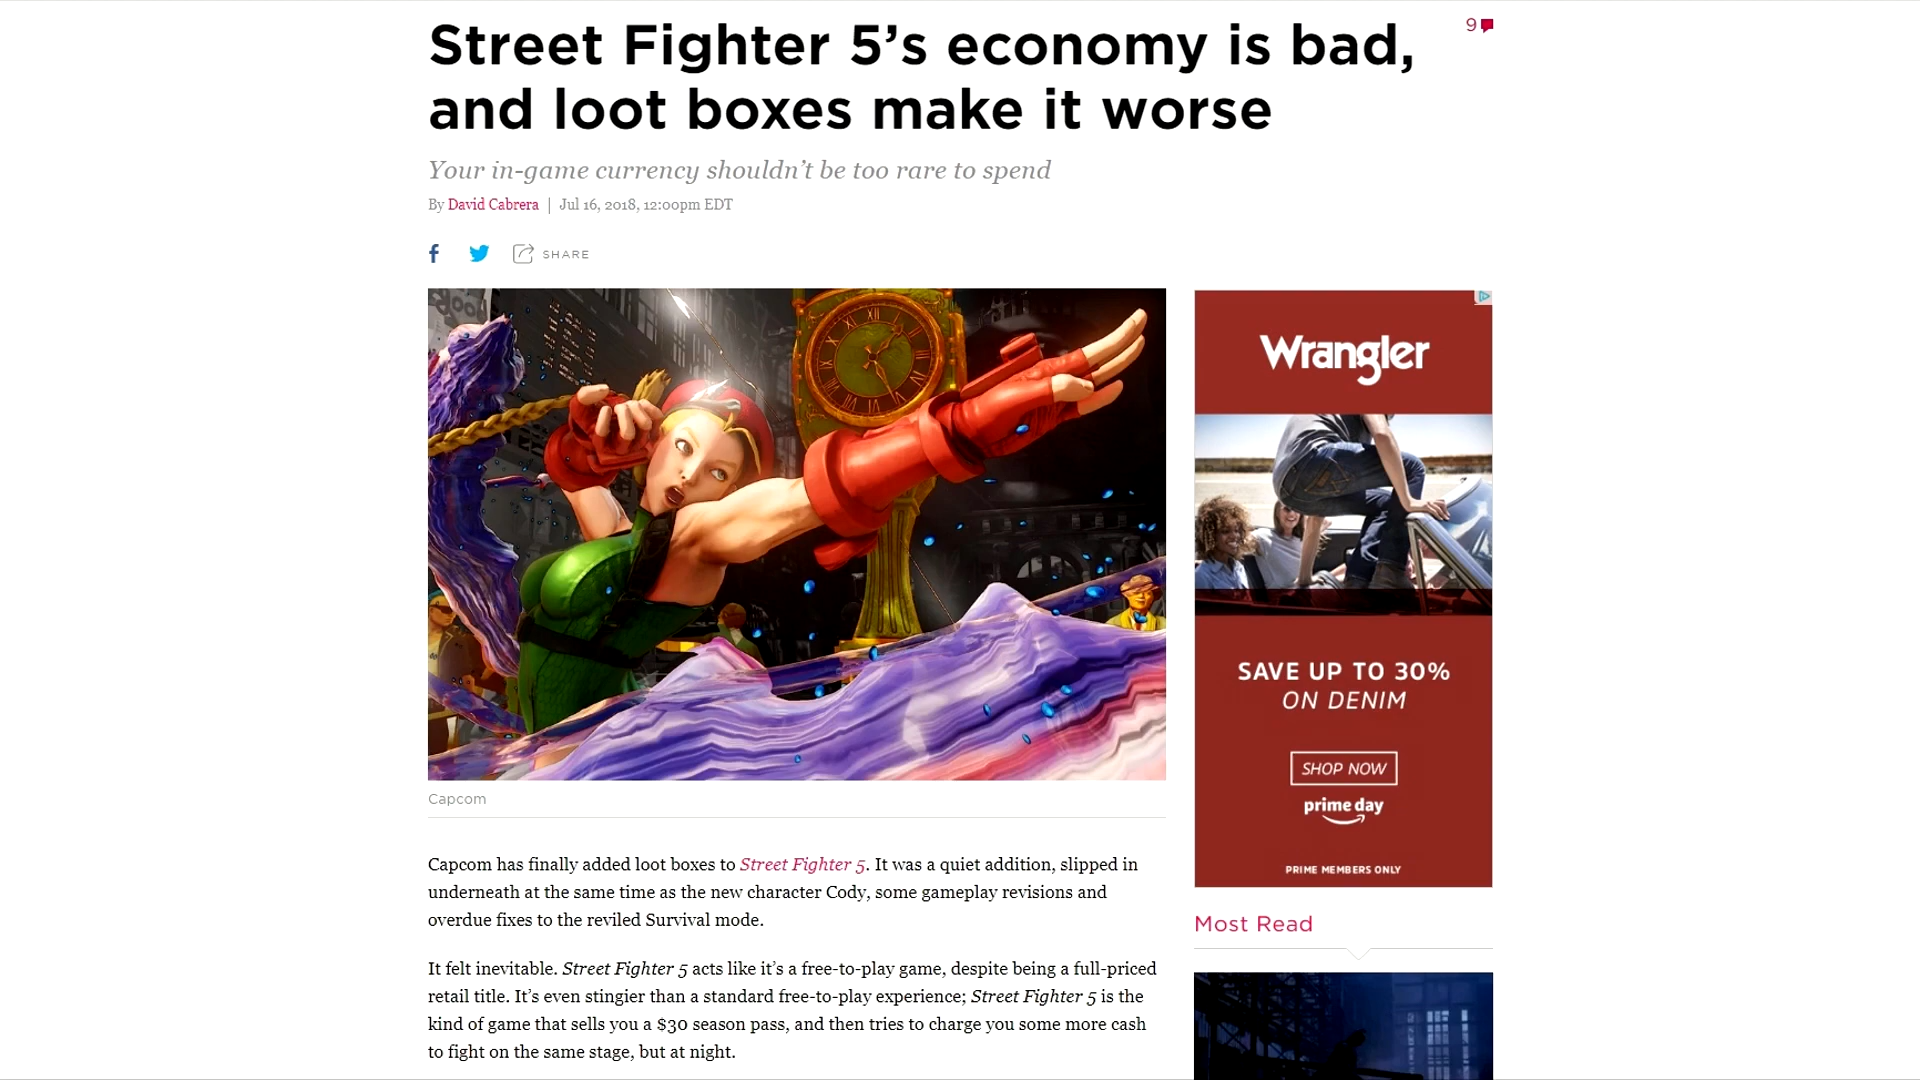 Street Fighter 5’s economy is bad,
and loot boxes make it worse
9
Your in-game currency shouldn’t be too rare to spend
By David Cabrera | Jul 16, 2018, 12:00pm EDT
SHARE
Capcom
Capcom has finally added loot boxes to Street Fighter 5. It was a quiet addition, slipped in
underneath at the same time as the new character Cody, some gameplay revisions and
overdue fixes to the reviled Survival mode.
It felt inevitable. Street Fighter 5 acts like it’s a free-to-play game, despite being a full-priced
retail title. It’s even stingier than a standard free-to-play experience; Street Fighter 5 is the
kind of game that sells you a $30 season pass, and then tries to charge you some more cash
to fight on the same stage, but at night.
Wrangler
SAVE UP TO 30%
ON DENIM
SHOP NOW
prime day
PRIME MEMBERS ONLY
Most Read